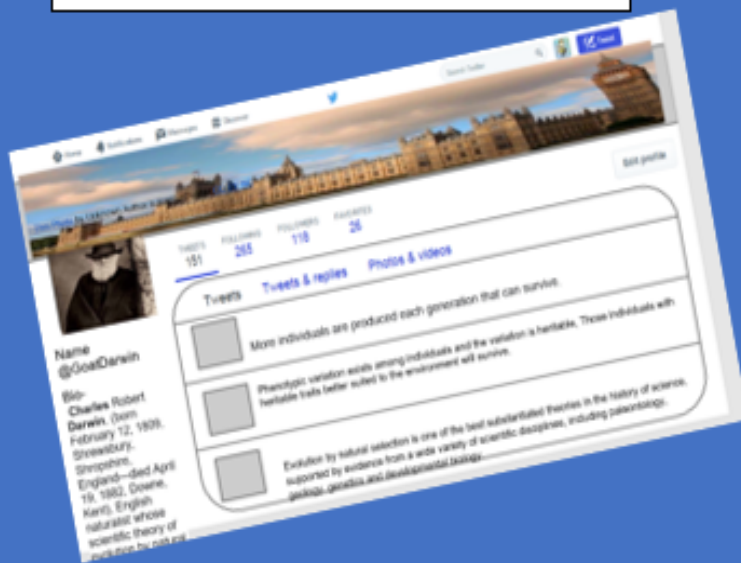 Home Notifications Messages Discover
Search Twitter
Tweet
Edit profile
TWEETS FOLLOWING FOLLOWERS FAVORITES
151 265 118 26
Tweets Tweets & replies Photos & videos
More individuals are produced each generation that can survive.
Phenotypic variation exists among individuals and the variation is heritable. Those individuals with
heritable traits better suited to the environment will survive.
Evolution by natural selection is one of the best substantiated theories in the history of science,
supported by evidence from a wide variety of scientific disciplines, including paleontology,
geology, genetics and developmental biology
Name
@GoatDarwin
Bio-
Charles Robert
Darwin, (born
February 12, 1809,
Shrewsbury,
Shropshire,
England—died April
19, 1882, Downe,
Kent), English
naturalist whose
scientific theory of
evolution by natural